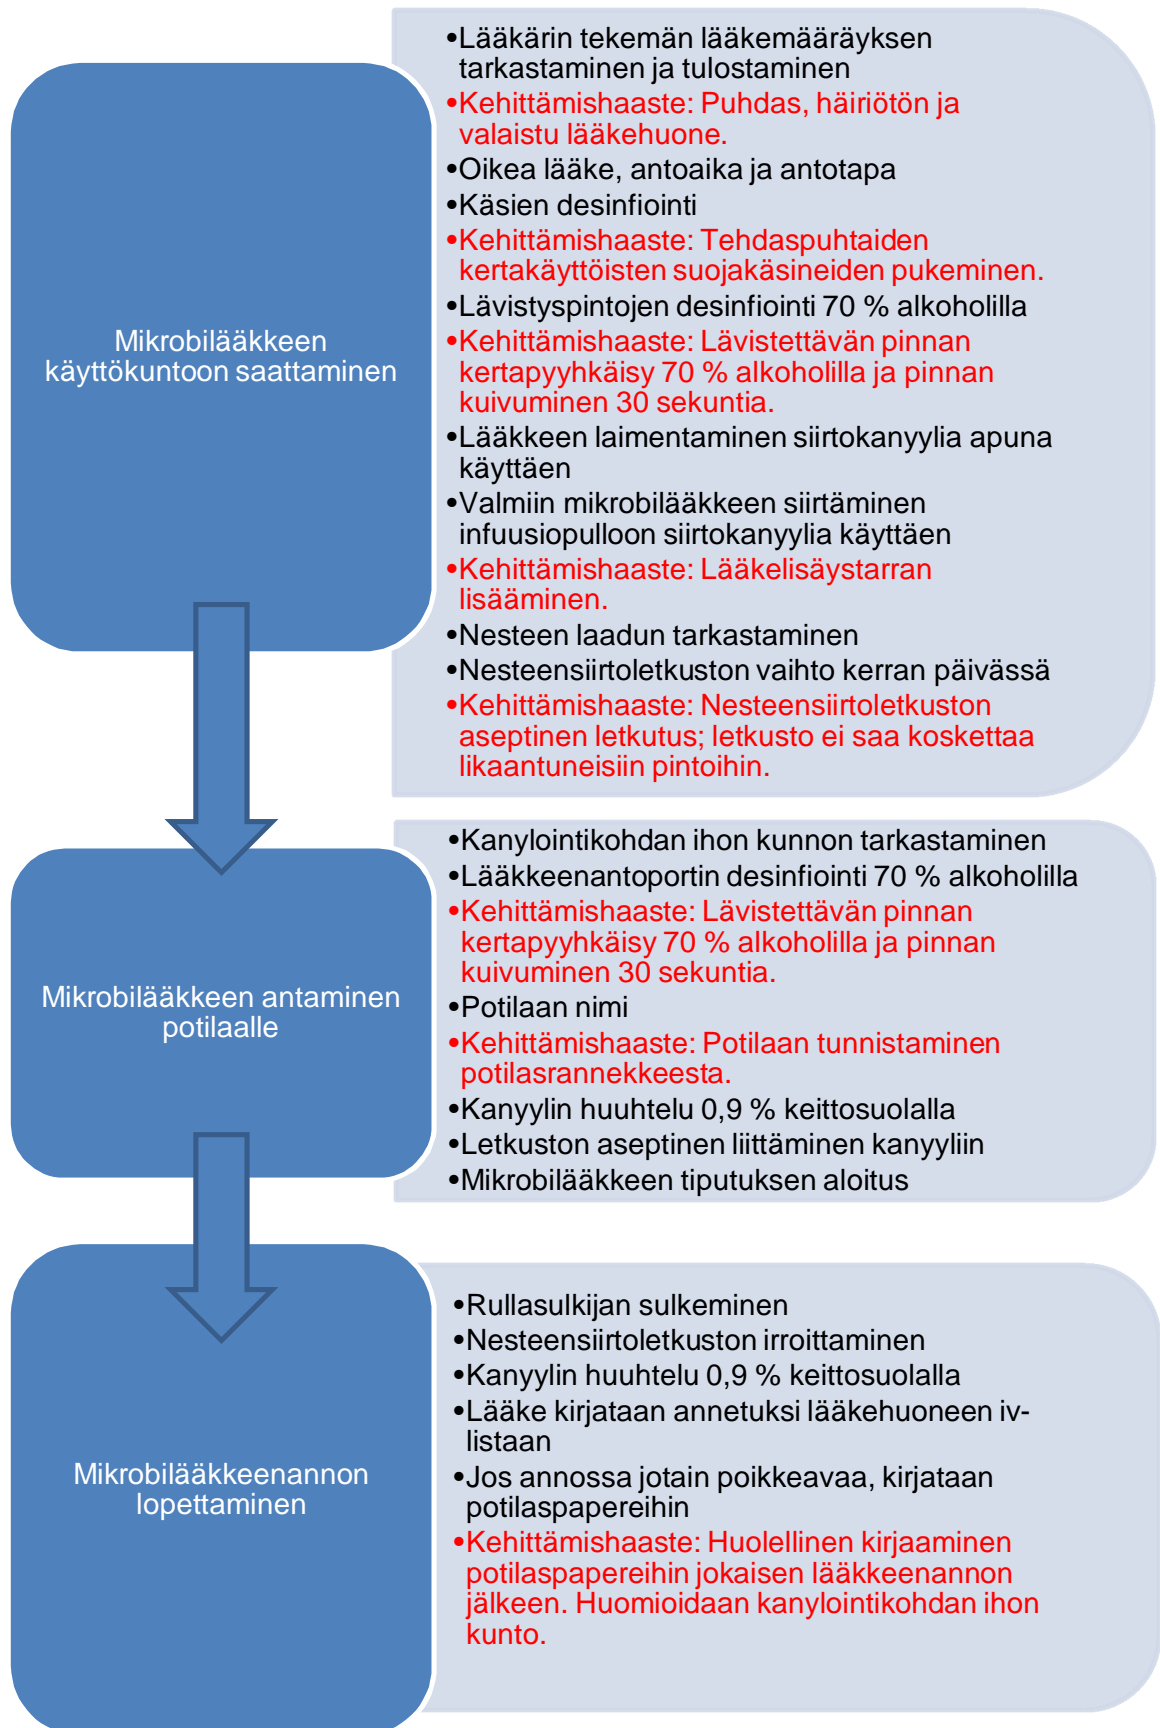 Mikrobilääkkeen
käyttökuntoon saattaminen
•Lääkärin tekemän lääkemääräyksen
tarkastaminen ja tulostaminen
•Kehittämishaaste: Puhdas, häiriötön ja
valaistu lääkehuone.
•Oikea lääke, antoaika ja antotapa
•Käsien desinfiointi
•Kehittämishaaste: Tehdaspuhtaiden
kertakäyttöisten suojakäsineiden pukeminen.
•Lävistyspintojen desinfiointi 70 % alkoholilla
•Kehittämishaaste: Lävistettävän pinnan
kertapyyhkäisy 70 % alkoholilla ja pinnan
kuivuminen 30 sekuntia.
•Lääkkeen laimentaminen siirtokanyylia apuna
käyttäen
•Valmiin mikrobilääkkeen siirtäminen
infuusiopulloon siirtokanyylia käyttäen
•Kehittämishaaste: Lääkelisäystarran
lisääminen.
•Nesteen laadun tarkastaminen
•Nesteensiirtoletkuston vaihto kerran päivässä
•Kehittämishaaste: Nesteensiirtoletkuston
aseptinen letkutus; letkusto ei saa koskettaa
likaantuneisiin pintoihin.
Mikrobilääkkeen antaminen
potilaalle
•Kanylointikohdan ihon kunnon tarkastaminen
•Lääkkeenantoportin desinfiointi 70 % alkoholilla
•Kehittämishaaste: Lävistettävän pinnan
kertapyyhkäisy 70 % alkoholilla ja pinnan
kuivuminen 30 sekuntia.
•Potilaan nimi
•Kehittämishaaste: Potilaan tunnistaminen
potilasrannekkeesta.
•Kanyylin huuhtelu 0,9 % keittosuolalla
•Letkuston aseptinen liittäminen kanyyliin
•Mikrobilääkkeen tiputuksen aloitus
Mikrobilääkkeenannon
lopettaminen
•Rullasulkijan sulkeminen
•Nesteensiirtoletkuston irroittaminen
•Kanyylin huuhtelu 0,9 % keittosuolalla
•Lääke kirjataan annetuksi lääkehuoneen iv-
listaan
•Jos annossa jotain poikkeavaa, kirjataan
potilaspapereihin
•Kehittämishaaste: Huolellinen kirjaaminen
potilaspapereihin jokaisen lääkkeenannon
jälkeen. Huomioidaan kanylointikohdan ihon
kunto.